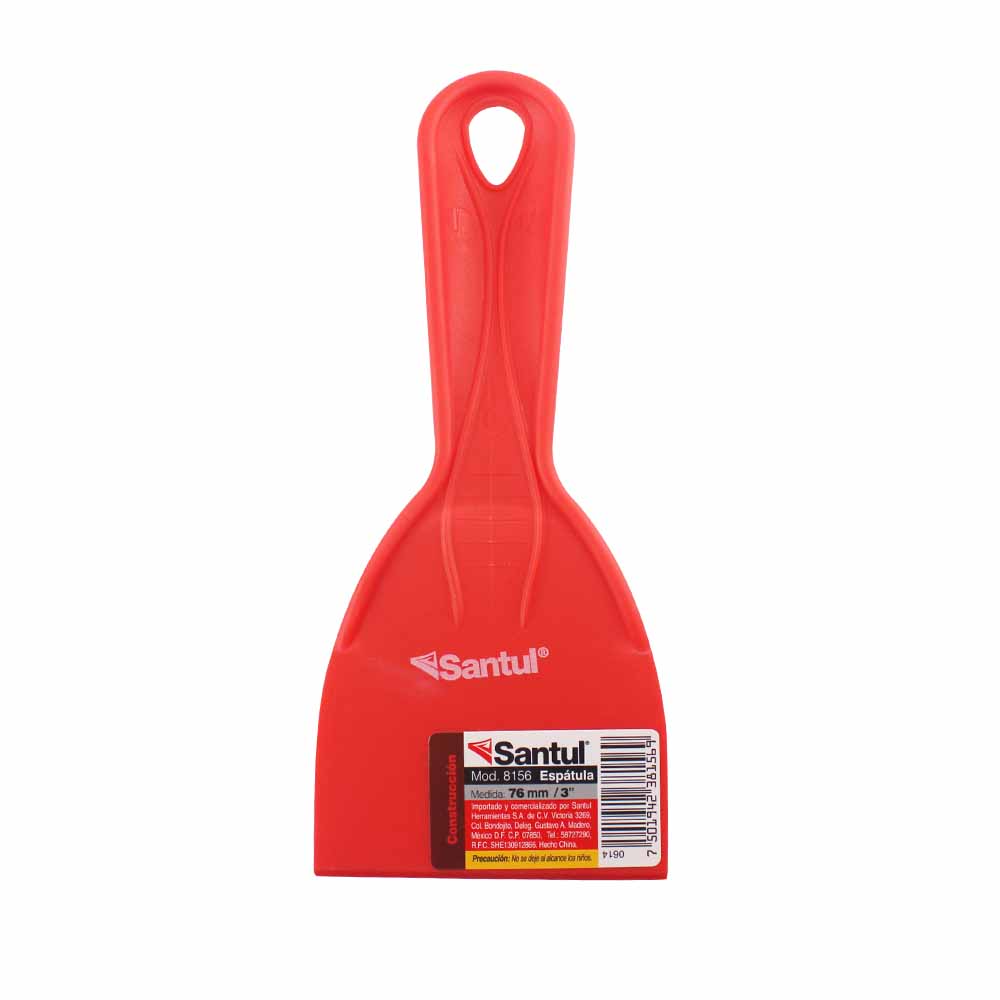 Santul®
Construcción
Santul®
Mod. 8156 Espátula
Medida: 76 mm / 3"
Importado y comercializado por Santul
Herramientas S.A. de C.V. Victoria 3269,
Col. Bondojito, Deleg. Gustavo A. Madero,
México D.F. C.P. 07850, Tel.: 58727290,
R.F.C. SHE130912866. Hecho China.
Precaución: No se deje al alcance los niños.
0614
7 501942 381569